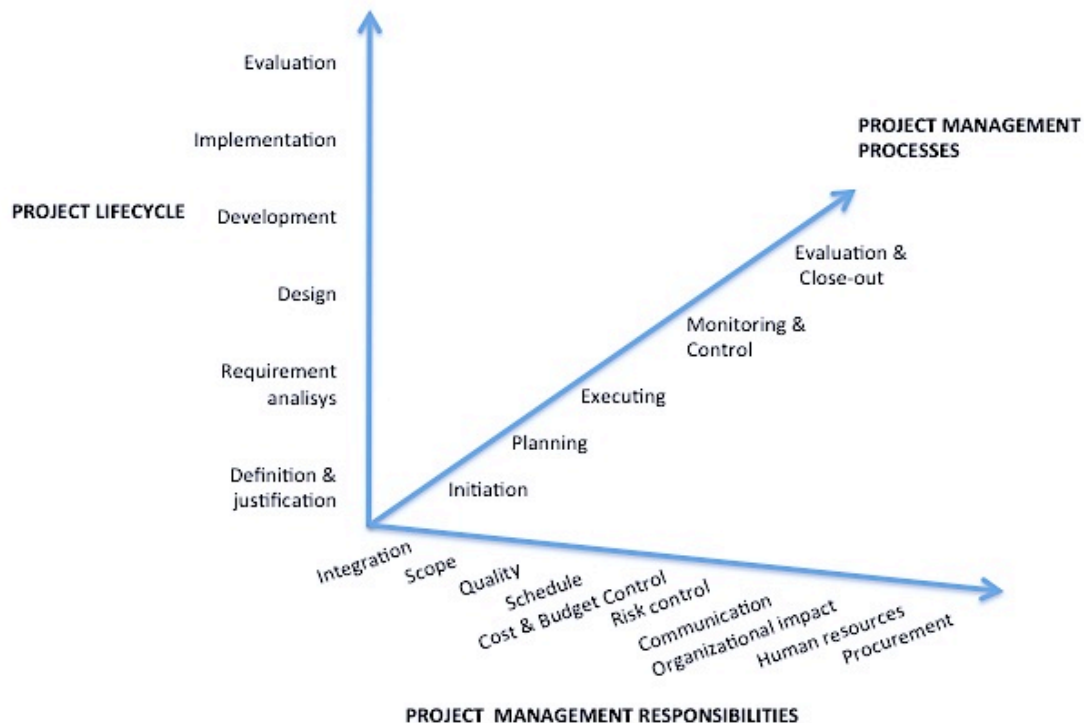 Evaluation
Implementation
PROJECT LIFECYCLE
Development
Design
Requirement
analisys
Definition &
justification
PROJECT MANAGEMENT
PROCESSES
Evaluation &
Close-out
Monitoring &
Control
Executing
Planning
Initiation
Integration
Scope
Quality
Schedule
Cost & Budget Control
Risk control
Communication
Organizational impact
Human resources
Procurement
PROJECT MANAGEMENT RESPONSIBILITIES